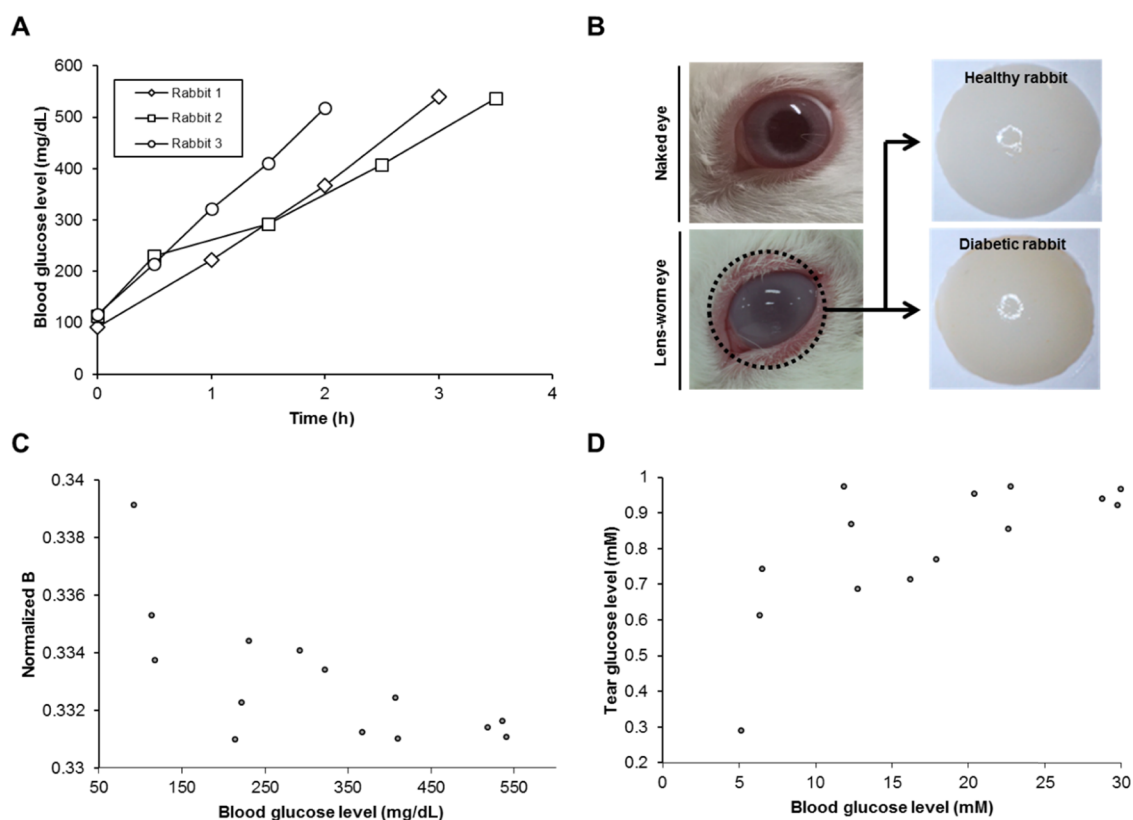 A
Blood glucose level (mg/dL)
600
500
400
300
200
100
0
Rabbit 1
Rabbit 2
Rabbit 3
0 1 2 3 4
Time (h)
B
Naked eye
Lens-worn eye
Healthy rabbit
Diabetic rabbit
C
Normalized B
0.34
0.338
0.336
0.334
0.332
0.33
50 150 250 350 450 550
Blood glucose level (mg/dL)
D
Tear glucose level (mM)
1
0.9
0.8
0.7
0.6
0.5
0.4
0.3
0.2
0 5 10 15 20 25 30
Blood glucose level (mM)